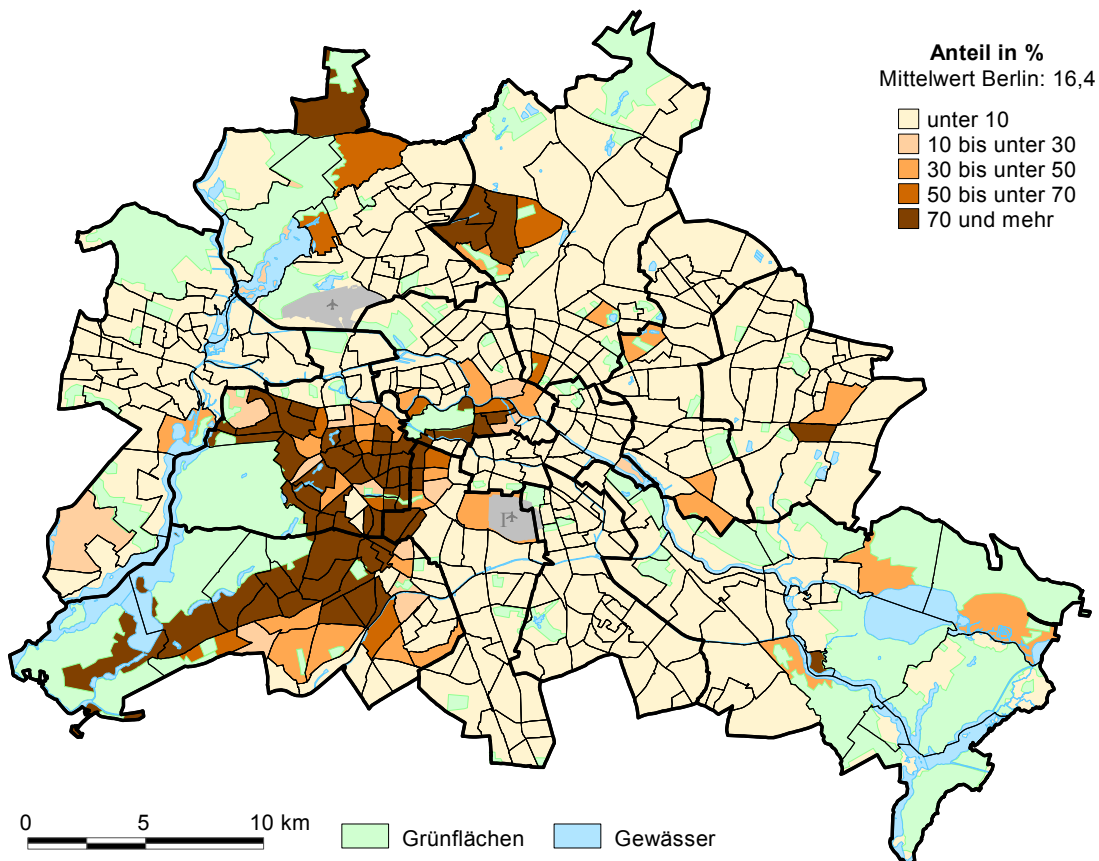 Anteil in %
Mittelwert Berlin: 16,4
unter 10
10 bis unter 30
30 bis unter 50
50 bis unter 70
70 und mehr
0 5 10 km
Grünflächen Gewässer